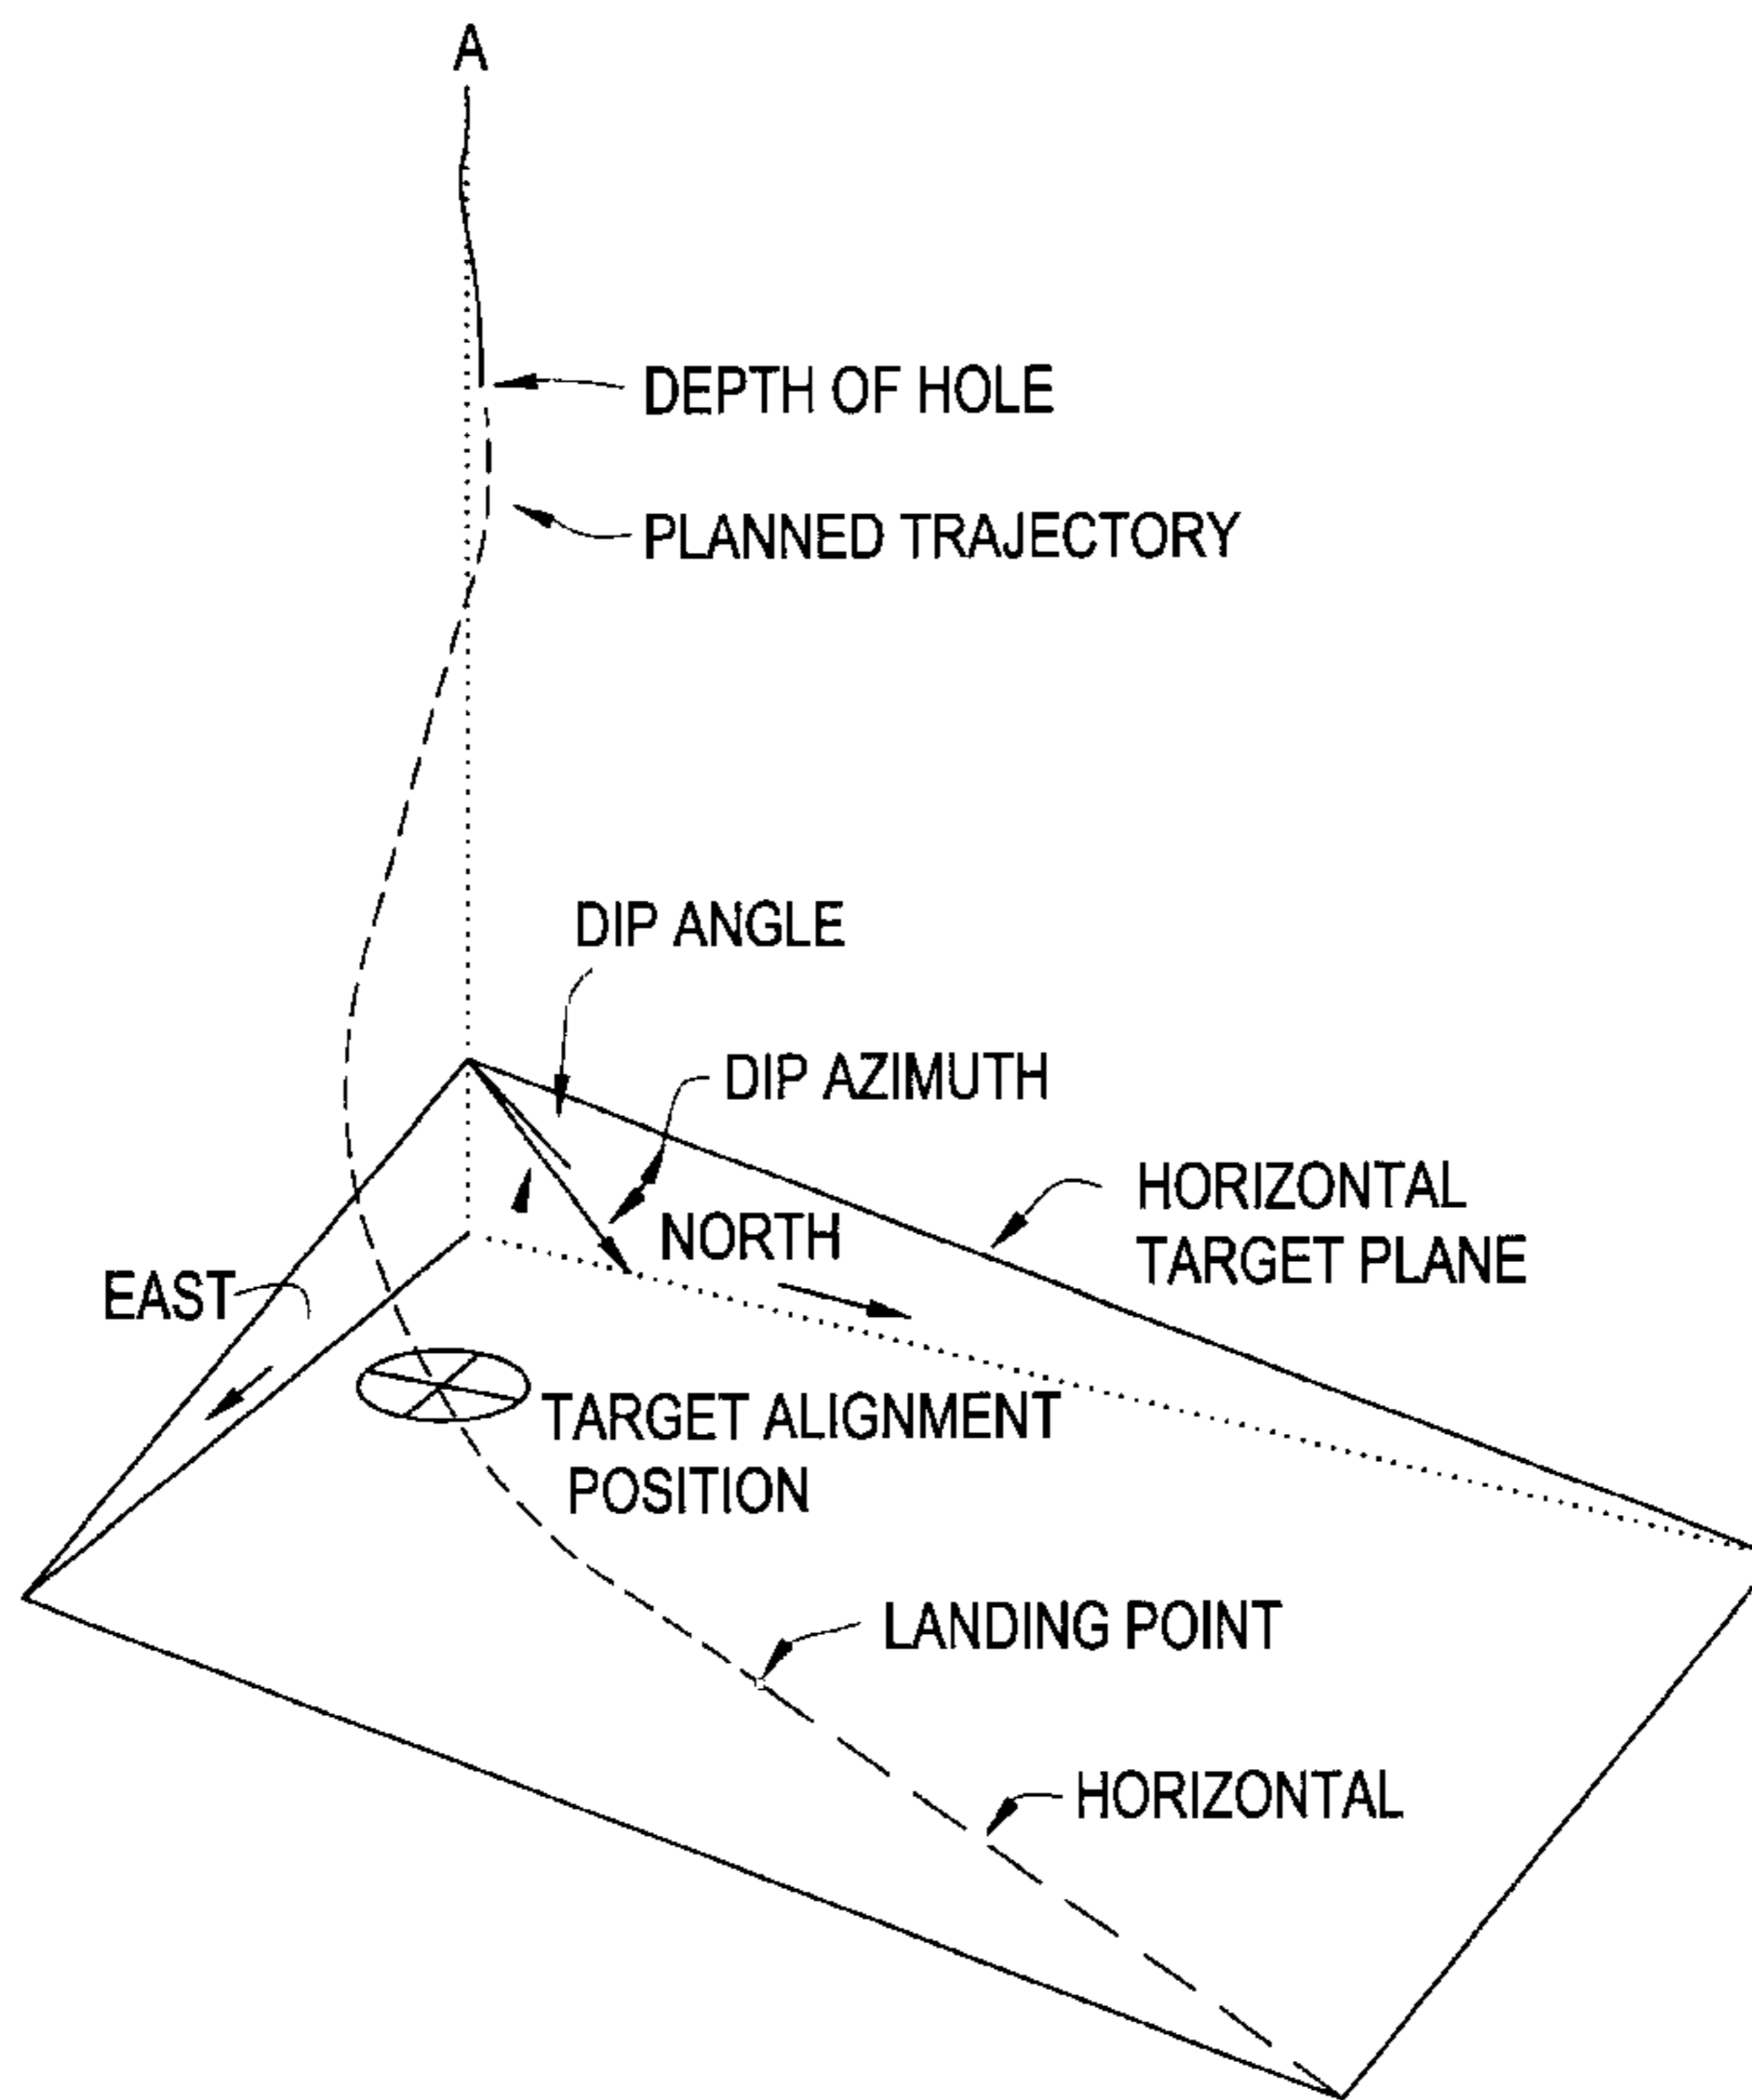 A
DEPTH OF HOLE
PLANNED TRAJECTORY
DIP ANGLE
DIP AZIMUTH
HORIZONTAL
TARGET PLANE
NORTH
EAST
TARGET ALIGNMENT
POSITION
LANDING POINT
HORIZONTAL